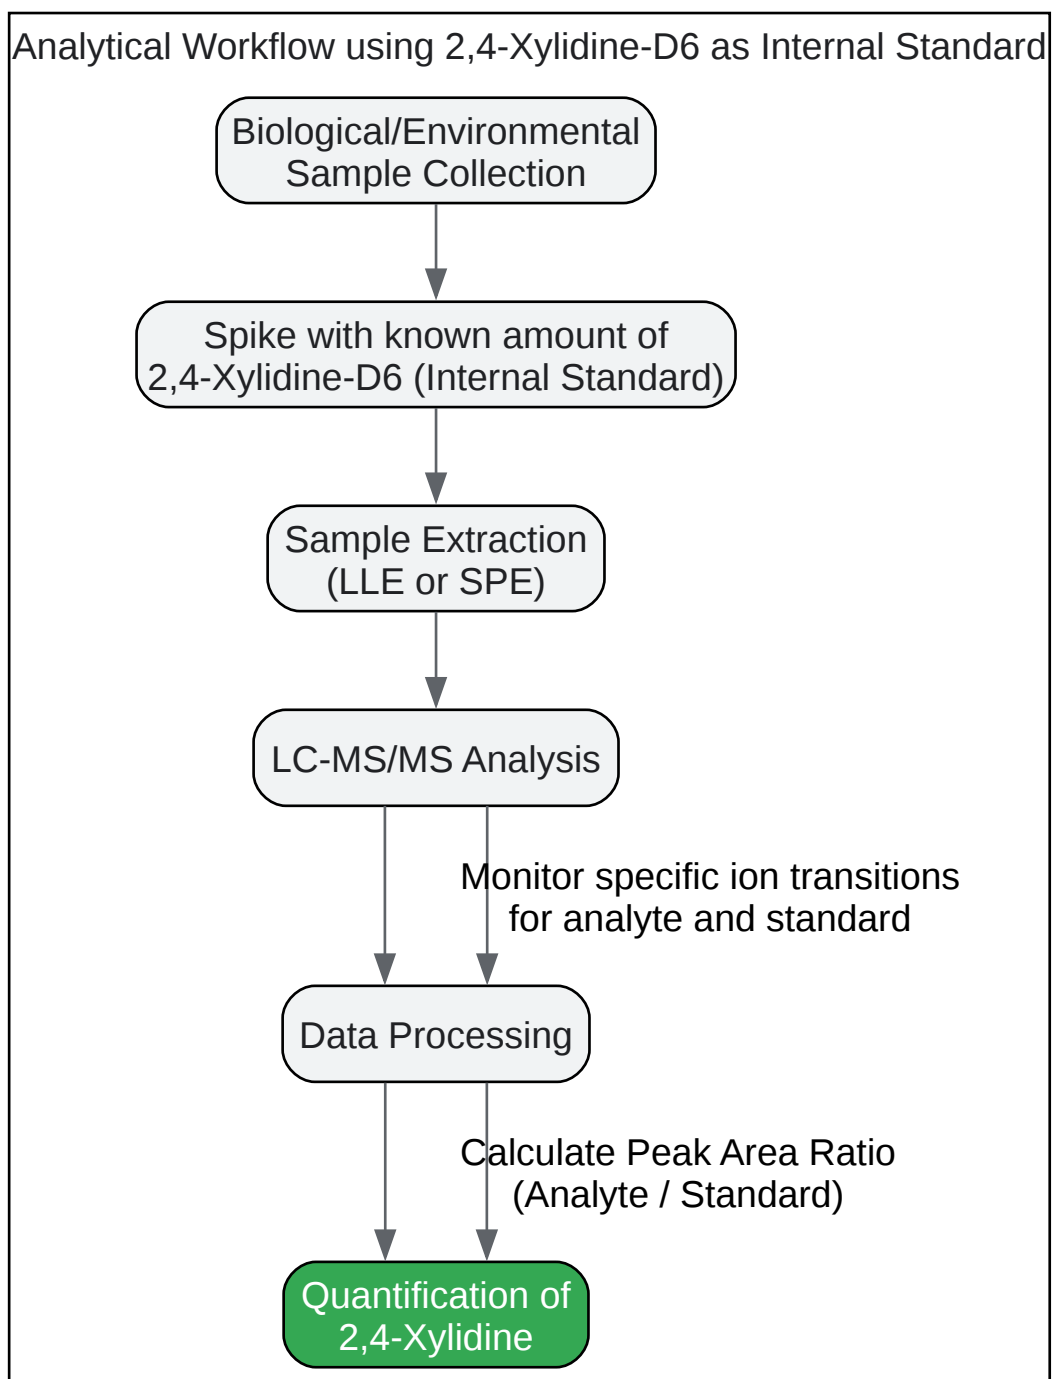 Analytical Workflow using 2,4-Xylidine-D6 as Internal Standard
Biological/Environmental
Sample Collection
Spike with known amount of
2,4-Xylidine-D6 (Internal Standard)
Sample Extraction
(LLE or SPE)
LC-MS/MS Analysis
Monitor specific ion transitions
for analyte and standard
Data Processing
Calculate Peak Area Ratio
(Analyte / Standard)
Quantification of
2,4-Xylidine